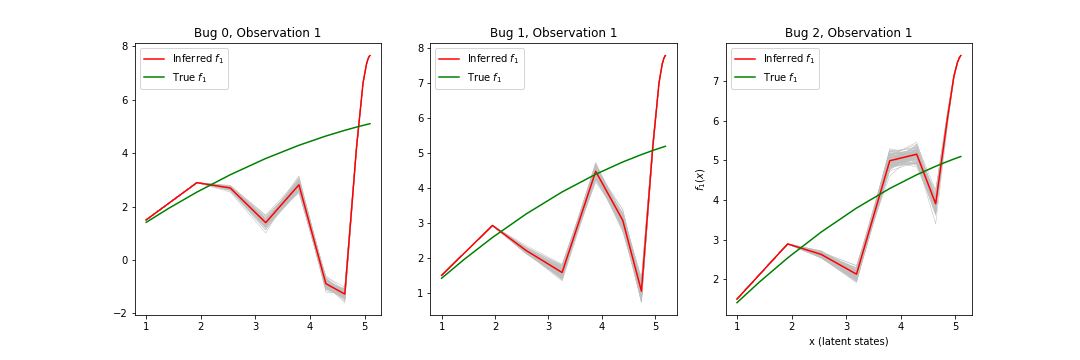 Bug 0, Observation 1
Inferred f₁
True f₁
8
6
4
2
0
−2
1 2 3 4 5
Bug 1, Observation 1
Inferred f₁
True f₁
8
7
6
5
4
3
2
1
1 2 3 4 5
Bug 2, Observation 1
Inferred f₁
True f₁
f₁(x)
7
6
5
4
3
2
1 2 3 4 5
x (latent states)